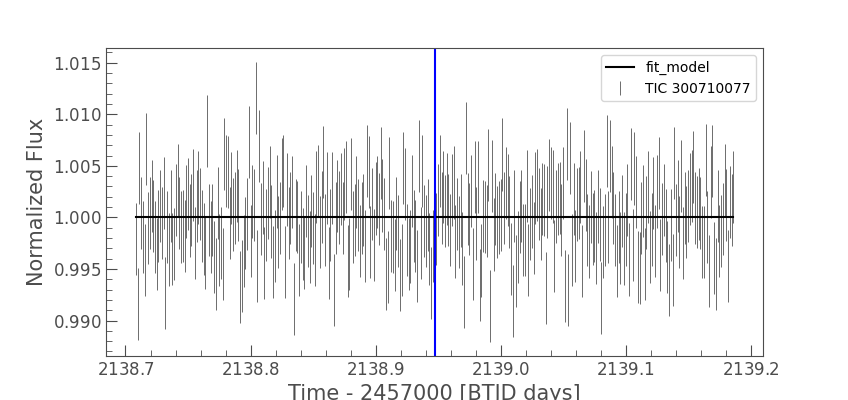 Normalized Flux
1.015
1.010
1.005
1.000
0.995
0.990
fit_model
TIC 300710077
2138.7 2138.8 2138.9 2139.0 2139.1 2139.2
Time - 2457000 [BTJD days]